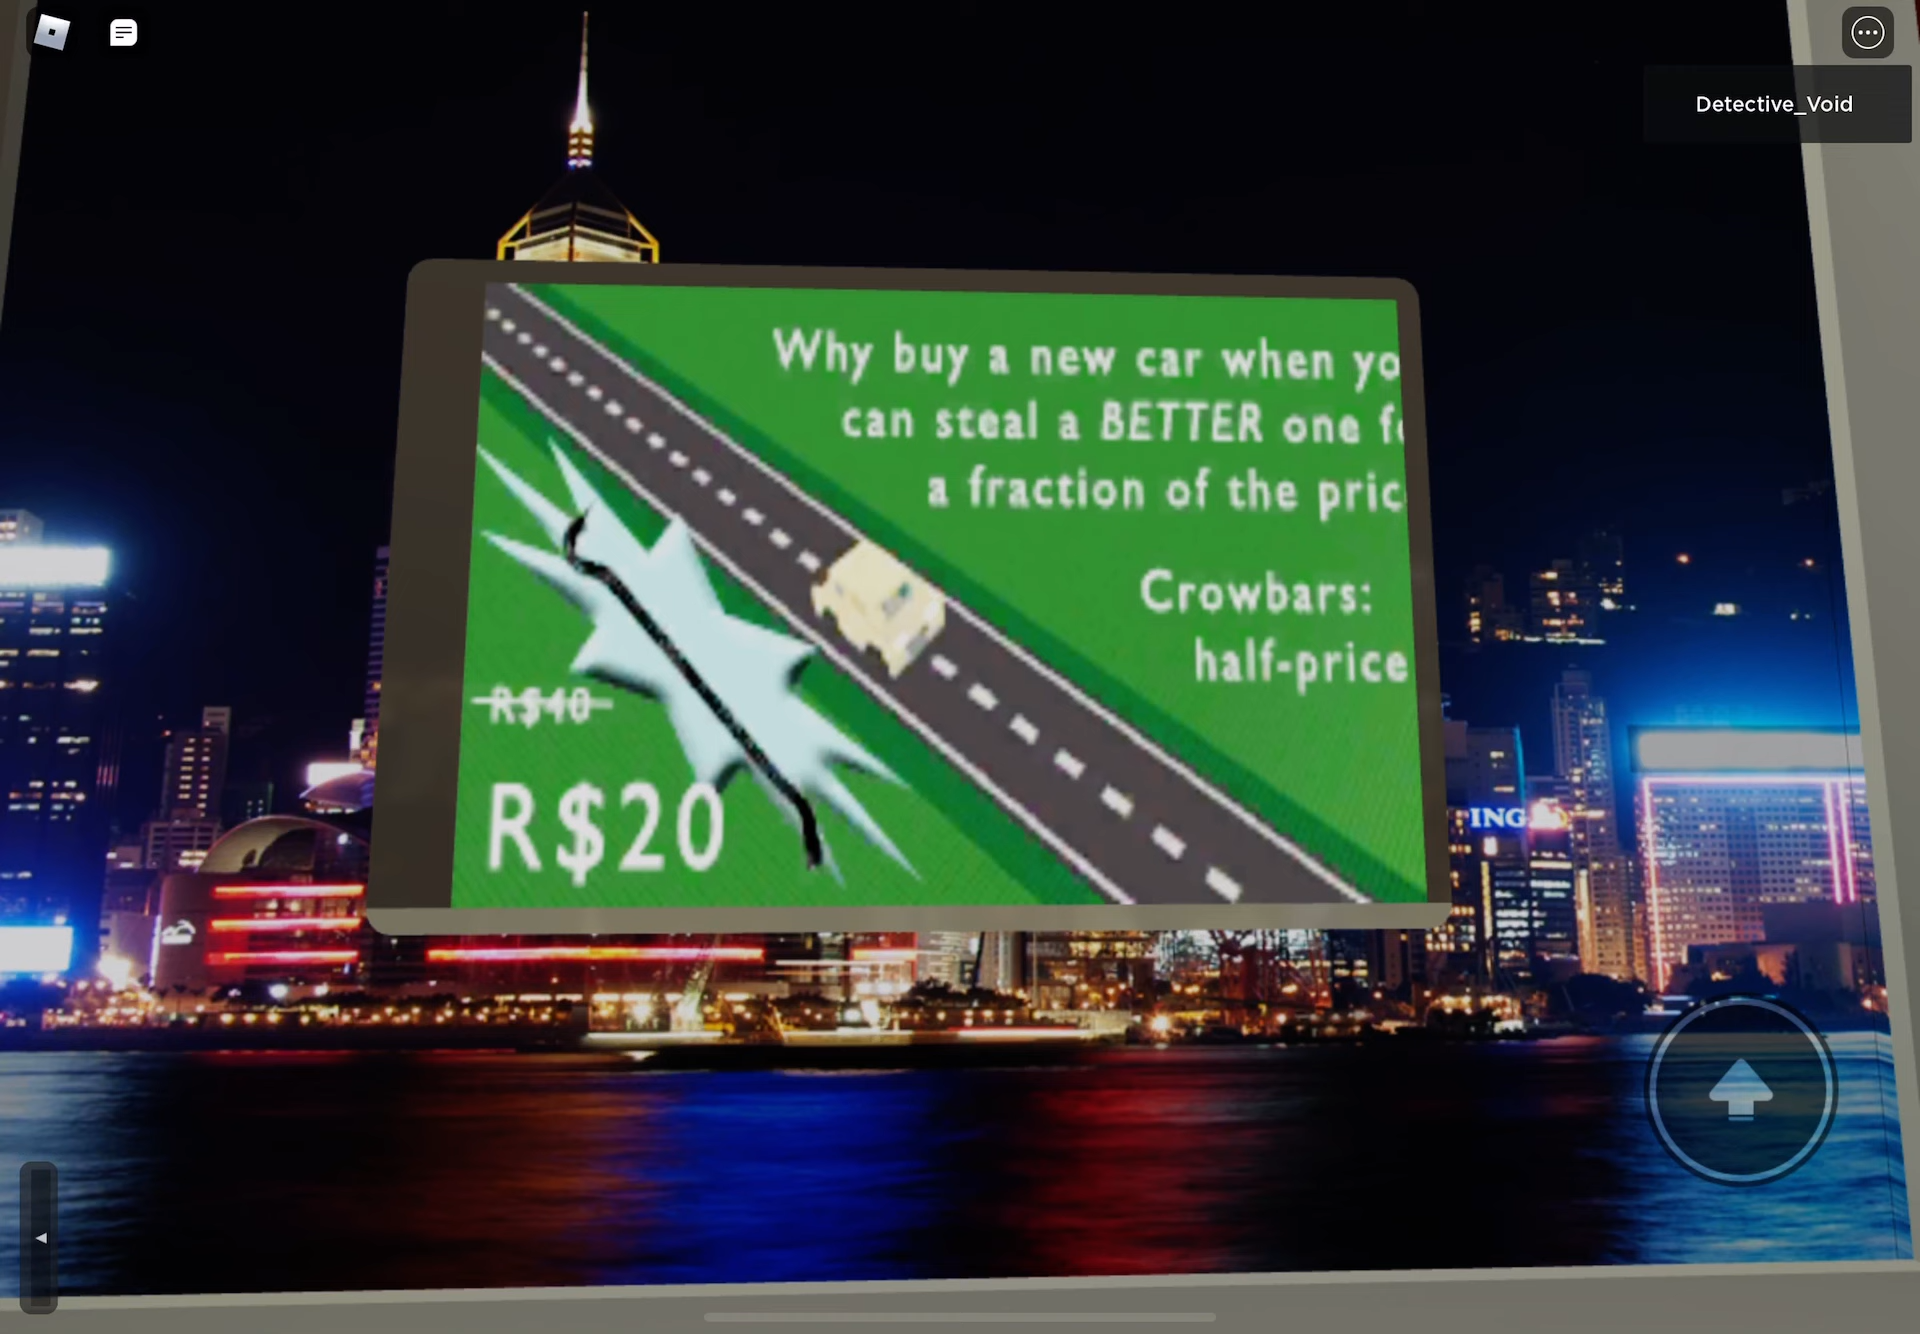 Detective_Void
Why buy a new car when yo
can steal a BETTER one f
a fraction of the pric
Crowbars:
half-price
R$40
R$20
ING